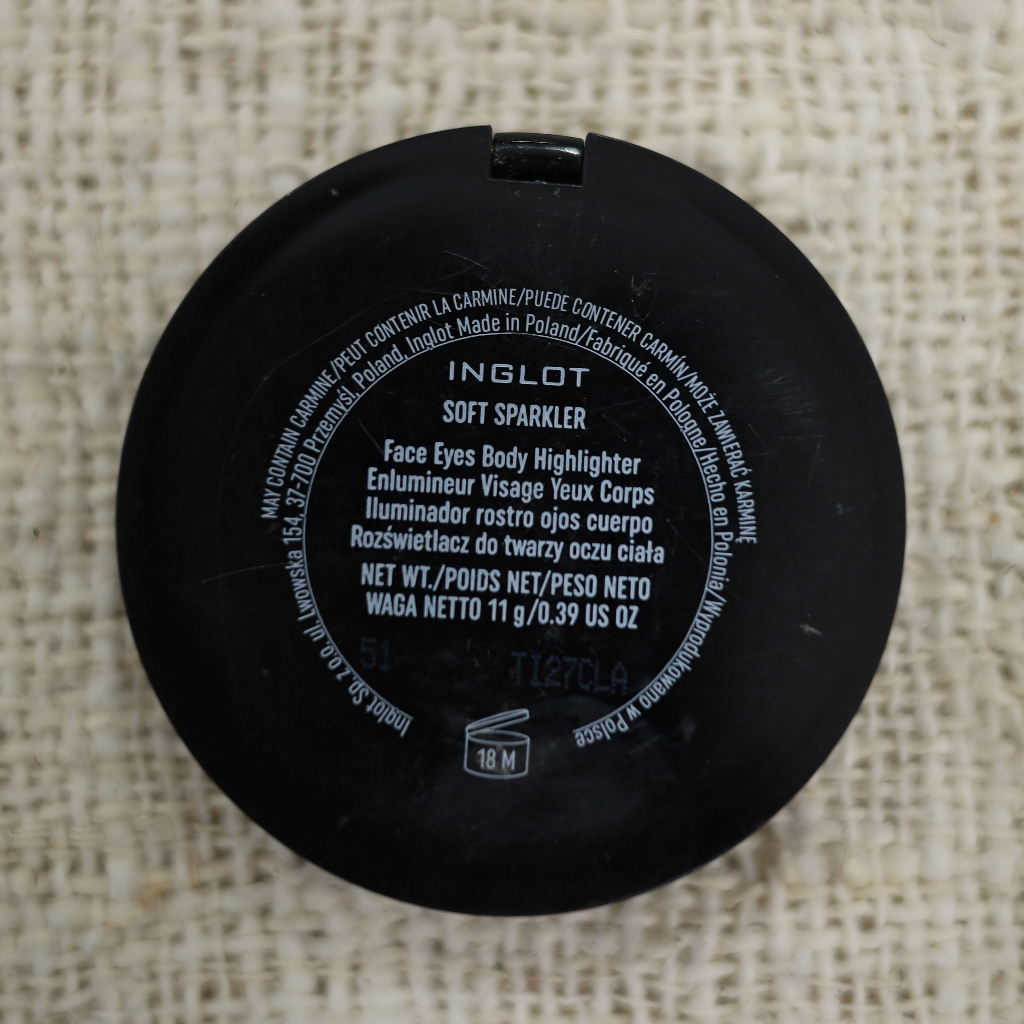 MAY CONTAIN CARMINE/PEUT CONTENIR LA CARMINE/PUEDE CONTENER CARMÍN/MOŻE ZAWIERAĆ KARMINĘ
Inglot Sp. z o.o. ul. Lwowska 154, 37-700 Przemyśl, Poland, Inglot Made in Poland/Fabriqué en Pologne/Hecho en Polonia/Wyprodukowano w Polsce
INGLOT
SOFT SPARKLER
Face Eyes Body Highlighter
Enlumineur Visage Yeux Corps
Iluminador rostro ojos cuerpo
Rozświetlacz do twarzy oczu ciała
NET WT./POIDS NET/PESO NETO
WAGA NETTO 11 g/0.39 US OZ
51 TI27CLA
18 M